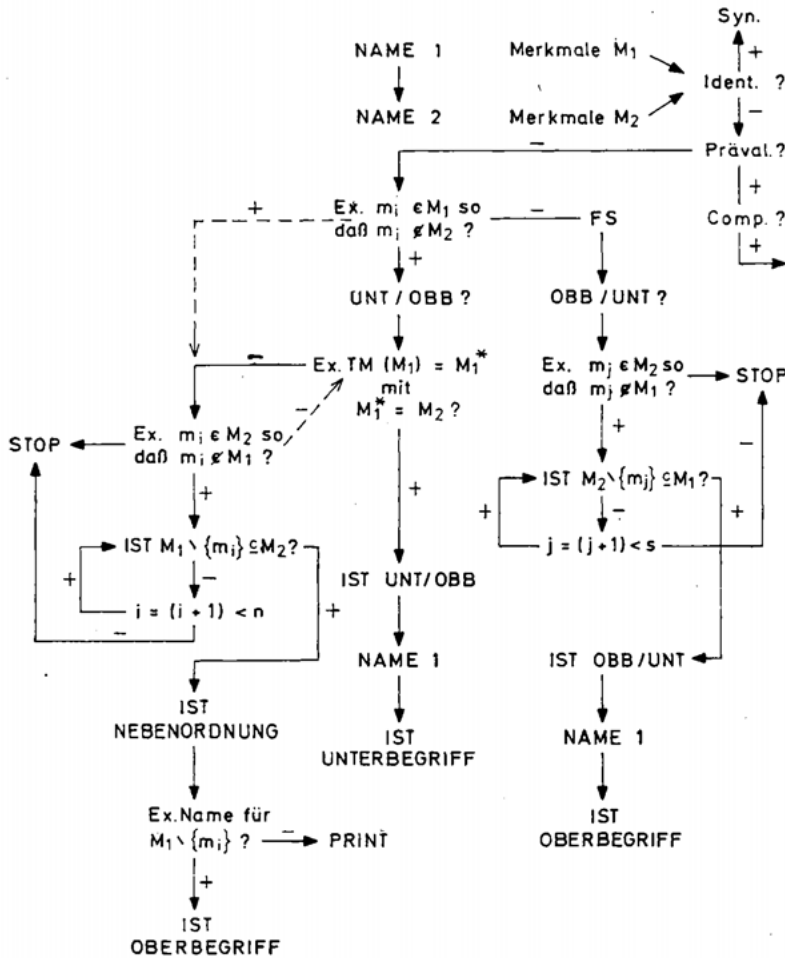 Syn.
+
NAME 1
Merkmale M₁
Ident. ?
−
NAME 2
Merkmale M₂
−
Präval.?
+
+
Ex. mᵢ ϵ M₁ so
daß mᵢ ∉ M₂ ?
−
FS
Comp. ?
+
+
UNT / OBB ?
OBB / UNT ?
−
Ex. TM (M₁) = M₁*
mit
M₁* = M₂ ?
Ex. mⱼ ϵ M₂ so
daß mⱼ ∉ M₁ ?
STOP
−
STOP
Ex. mᵢ ϵ M₂ so
daß mᵢ ∉ M₁ ?
+
−
+
+
IST M₂ \ {mⱼ} ⊆ M₁ ?
+
−
+
IST M₁ \ {mᵢ} ⊆ M₂ ?
j = (j + 1) < s
+
−
IST UNT/OBB
+
i = (i + 1) < n
−
NAME 1
IST OBB/UNT
IST
NEBENORDNUNG
IST
UNTERBEGRIFF
NAME 1
Ex. Name für
M₁ \ {mᵢ} ?
−
PRINT
IST
OBERBEGRIFF
+
IST
OBERBEGRIFF